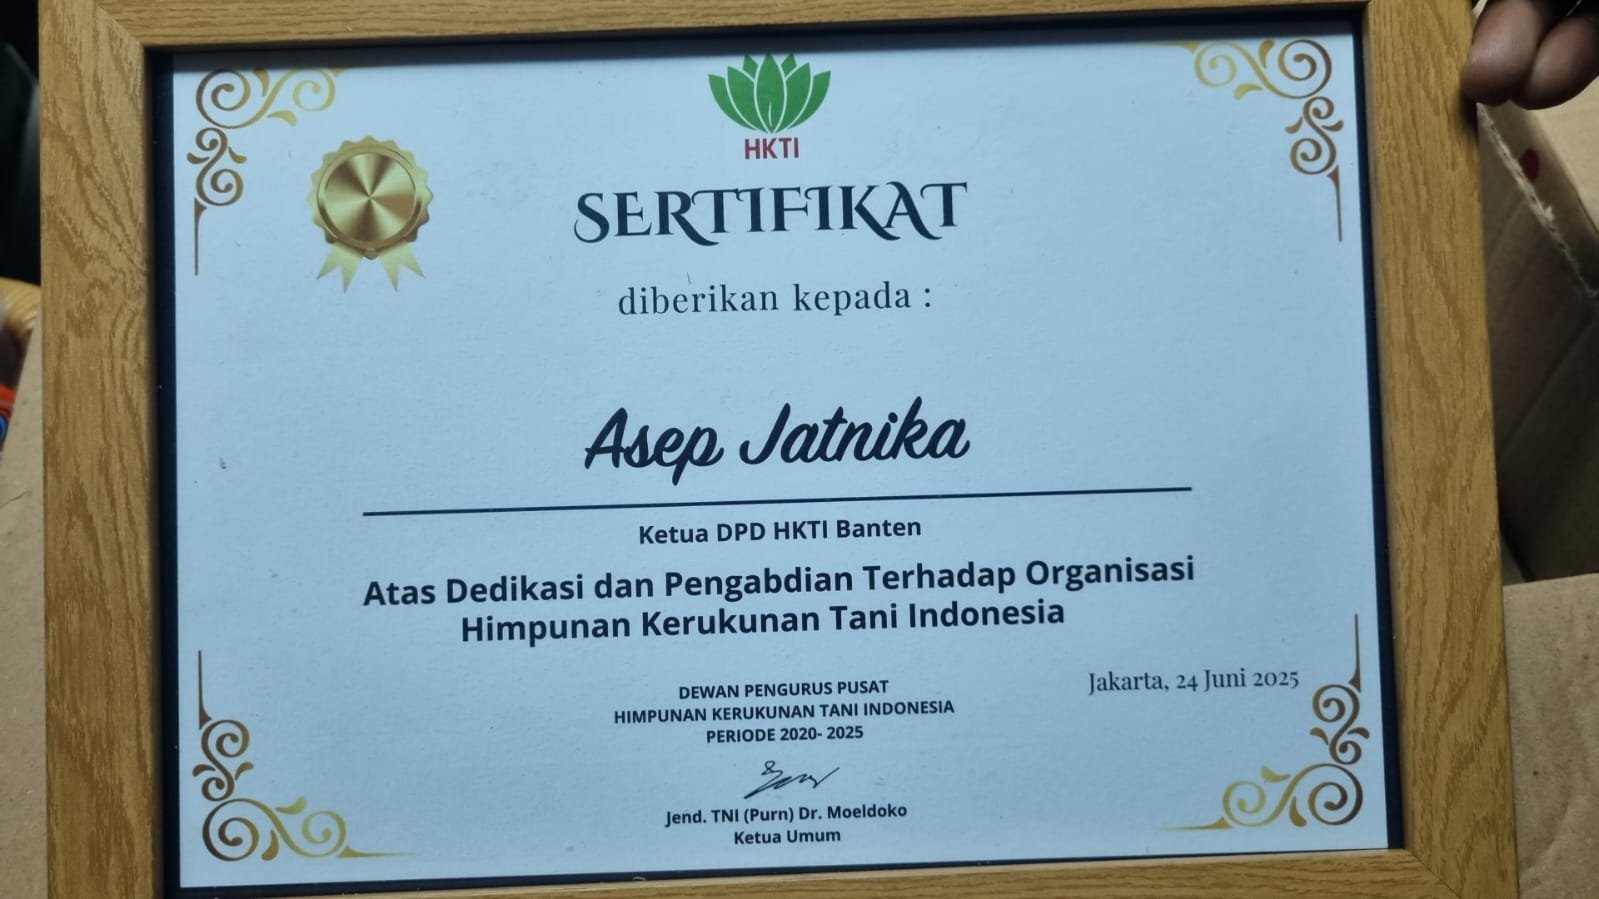 HKTI
SERTIFIKAT
diberikan kepada :
Asep Jatnika
Ketua DPD HKTI Banten
Atas Dedikasi dan Pengabdian Terhadap Organisasi
Himpunan Kerukunan Tani Indonesia
Jakarta, 24 Juni 2025
DEWAN PENGURUS PUSAT
HIMPUNAN KERUKUNAN TANI INDONESIA
PERIODE 2020- 2025
Jend. TNI (Purn) Dr. Moeldoko
Ketua Umum